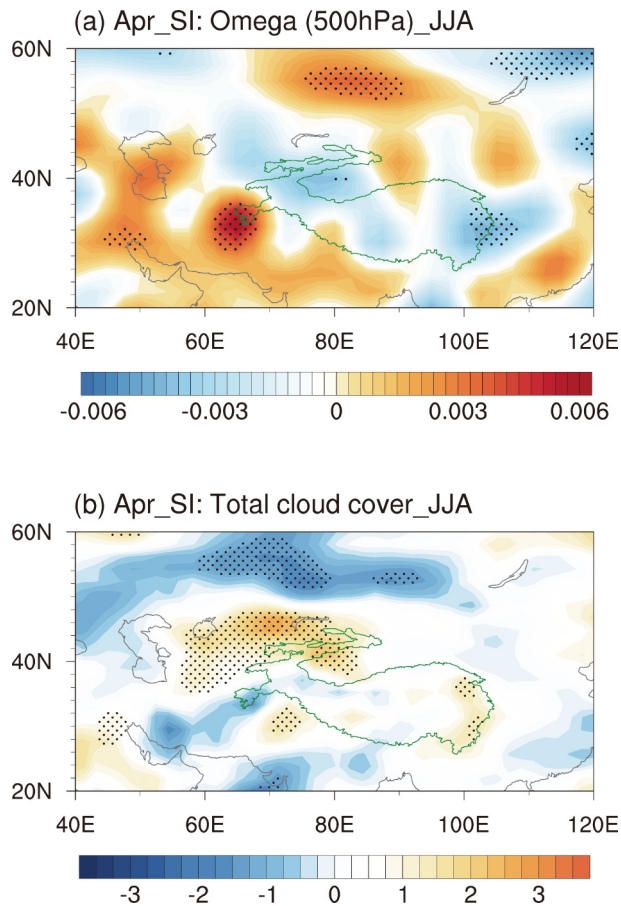 (a) Apr_SI: Omega (500hPa)_JJA
60N
40N
20N
40E 60E 80E 100E 120E
-0.006 -0.003 0 0.003 0.006
(b) Apr_SI: Total cloud cover_JJA
60N
40N
20N
40E 60E 80E 100E 120E
-3 -2 -1 0 1 2 3